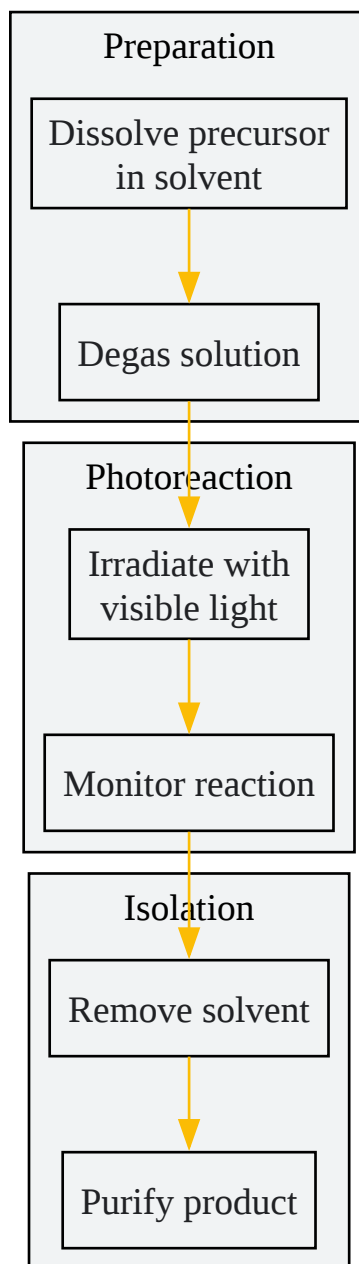 Preparation
Dissolve precursor
in solvent
Degas solution
Photoreaction
Irradiate with
visible light
Monitor reaction
Isolation
Remove solvent
Purify product